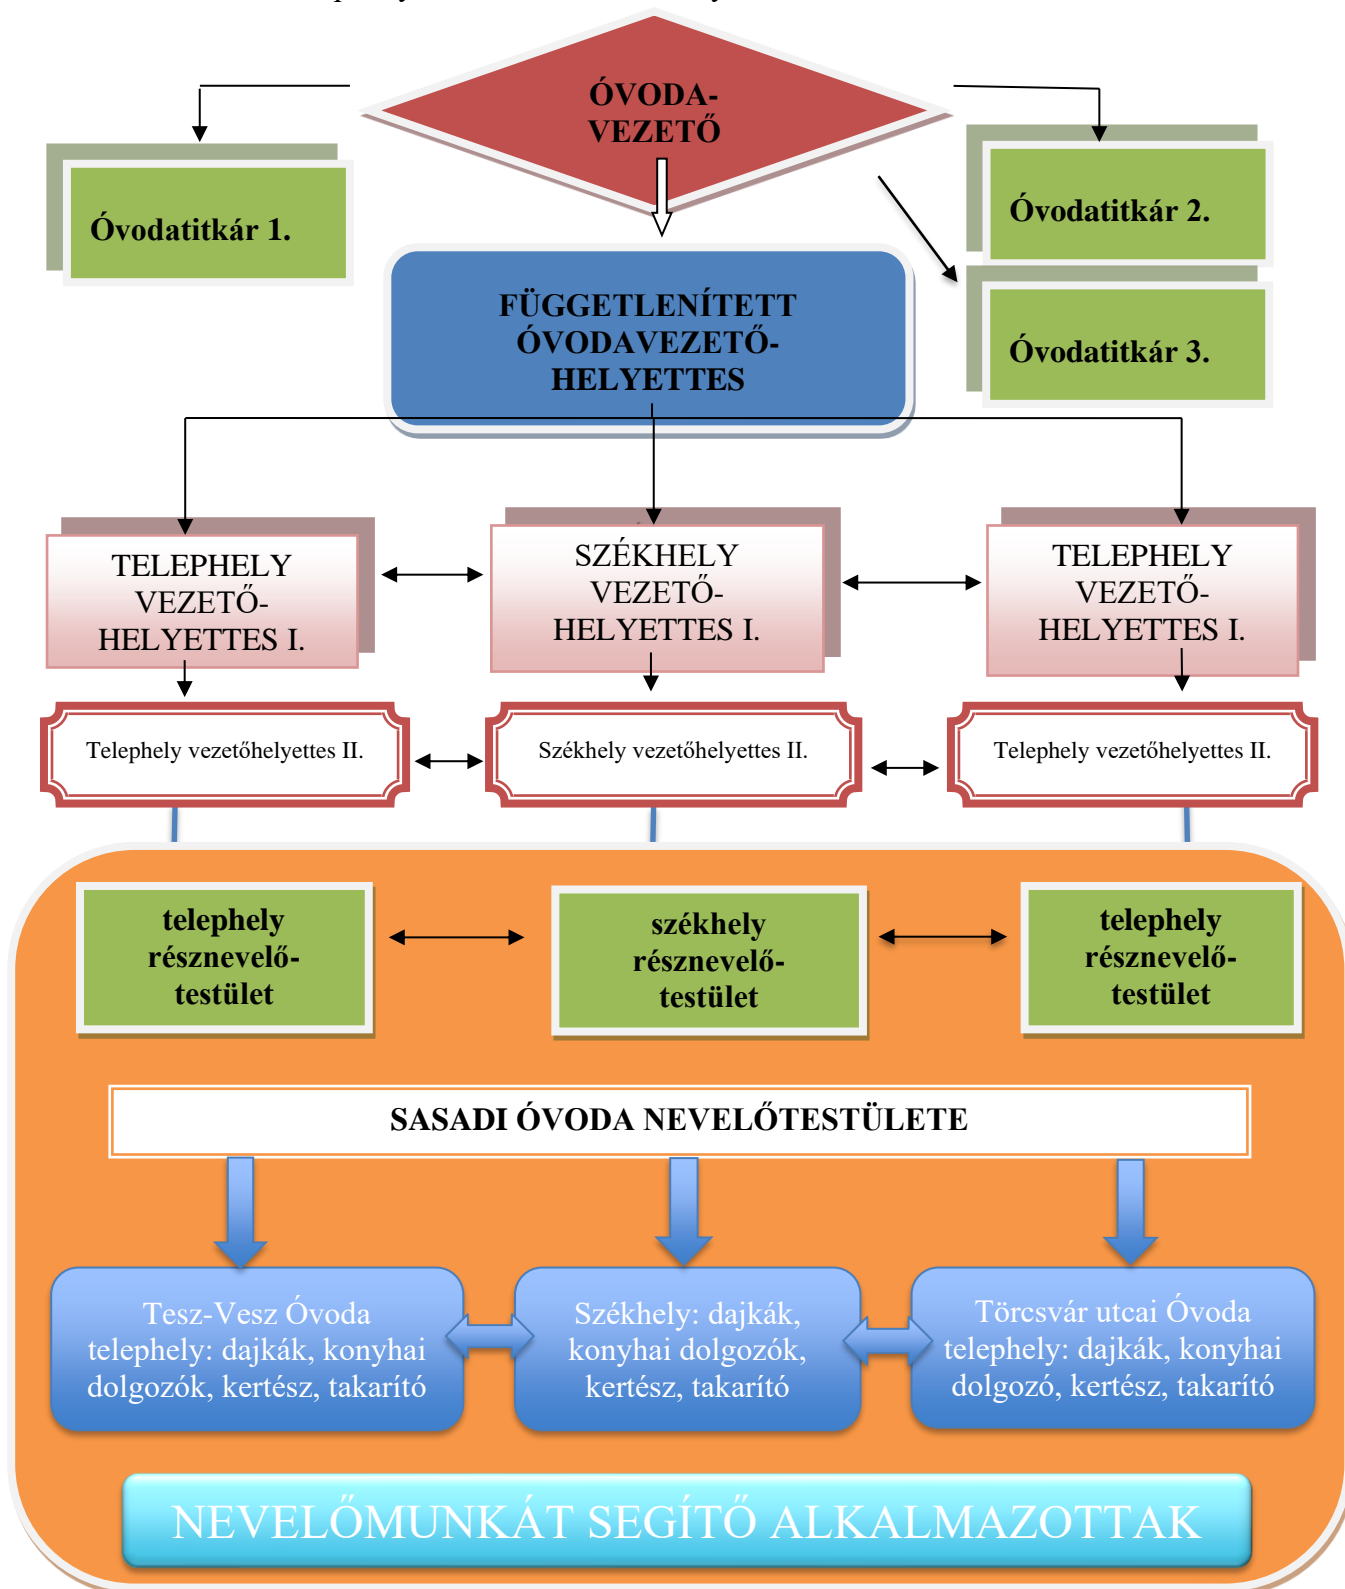 ÓVODA-
VEZETŐ
Óvodatitkár 1.
Óvodatitkár 2.
Óvodatitkár 3.
FÜGGETLENÍTETT
ÓVODAVEZETŐ-
HELYETTES
TELEPHELY
VEZETŐ-
HELYETTES I.
SZÉKHELY
VEZETŐ-
HELYETTES I.
TELEPHELY
VEZETŐ-
HELYETTES I.
Telephely vezetőhelyettes II.
Székhely vezetőhelyettes II.
Telephely vezetőhelyettes II.
telephely
résznevelő-
testület
székhely
résznevelő-
testület
telephely
résznevelő-
testület
SASADI ÓVODA NEVELŐTESTÜLETE
Tesz-Vesz Óvoda
telephely: dajkák, konyhai
dolgozók, kertész, takarító
Székhely: dajkák,
konyhai dolgozók,
kertész, takarító
Törcsvár utcai Óvoda
telephely: dajkák, konyhai
dolgozó, kertész, takarító
NEVELŐMUNKÁT SEGÍTŐ ALKALMAZOTTAK